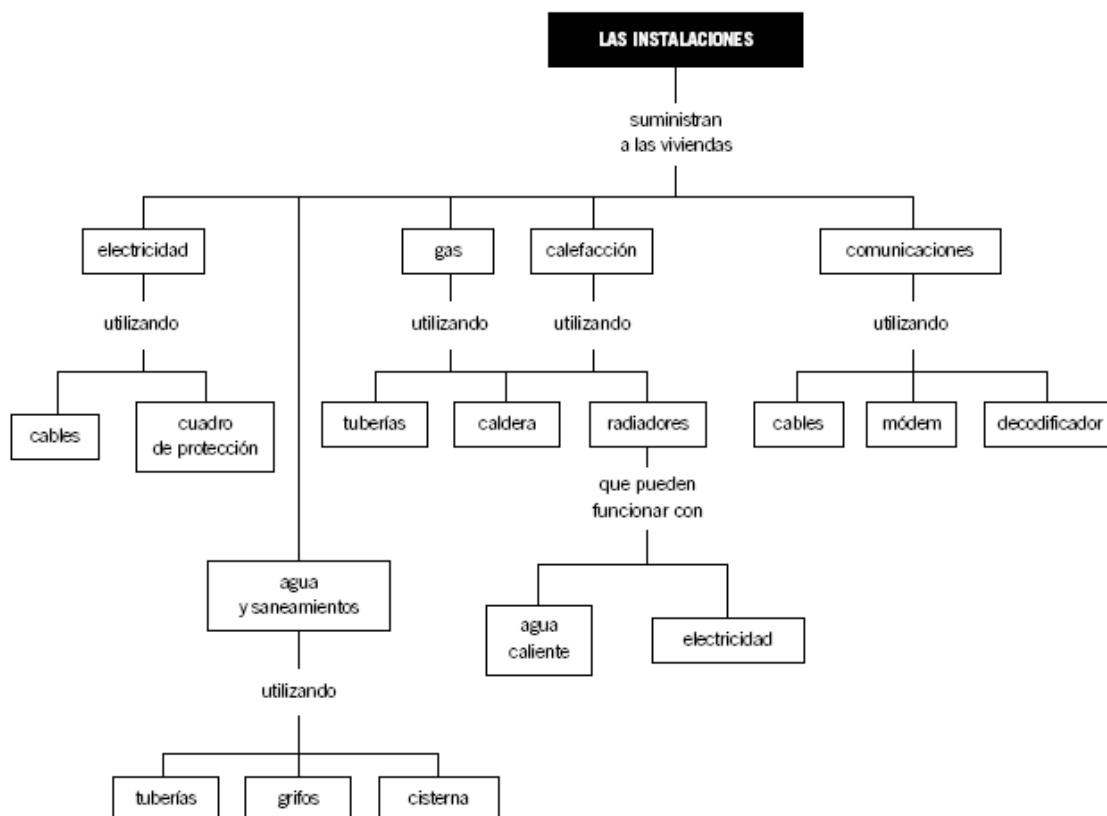 LAS INSTALACIONES
suministran
a las viviendas
electricidad
gas
calefacción
comunicaciones
utilizando
utilizando
utilizando
utilizando
cables
cuadro
de protección
tuberías
caldera
radiadores
cables
módem
decodificador
que pueden
funcionar con
agua
y saneamientos
agua
caliente
electricidad
utilizando
tuberías
grifos
cisterna